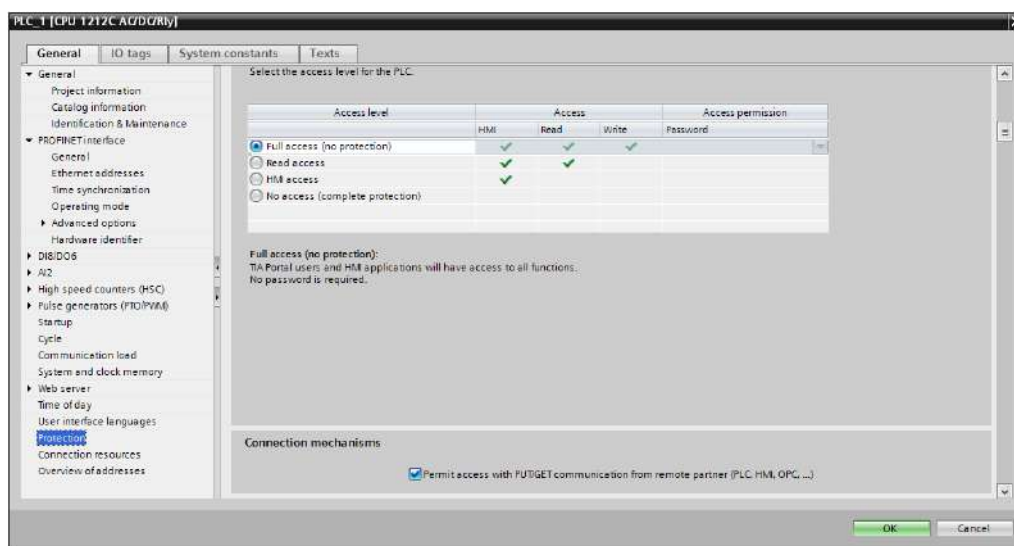 PLC_1 [CPU 1212C AC/DC/Rly]
General
IO tags
System constants
Texts
General
Project information
Catalog information
Identification & Maintenance
PROFINET interface
General
Ethernet addresses
Time synchronization
Operating mode
Advanced options
Hardware identifier
DI8/DO6
AI2
High speed counters (HSC)
Pulse generators (PTO/PWM)
Startup
Cycle
Communication load
System and clock memory
Web server
Time of day
User interface languages
Protection
Connection resources
Overview of addresses
Select the access level for the PLC.
Access level
Access
Access permission
HMI
Read
Write
Password
Full access (no protection)
Read access
HMI access
No access (complete protection)
Full access (no protection):
TIA Portal users and HMI applications will have access to all functions.
No password is required.
Connection mechanisms
Permit access with PUT/GET communication from remote partner (PLC, HMI, OPC, ...)
OK
Cancel